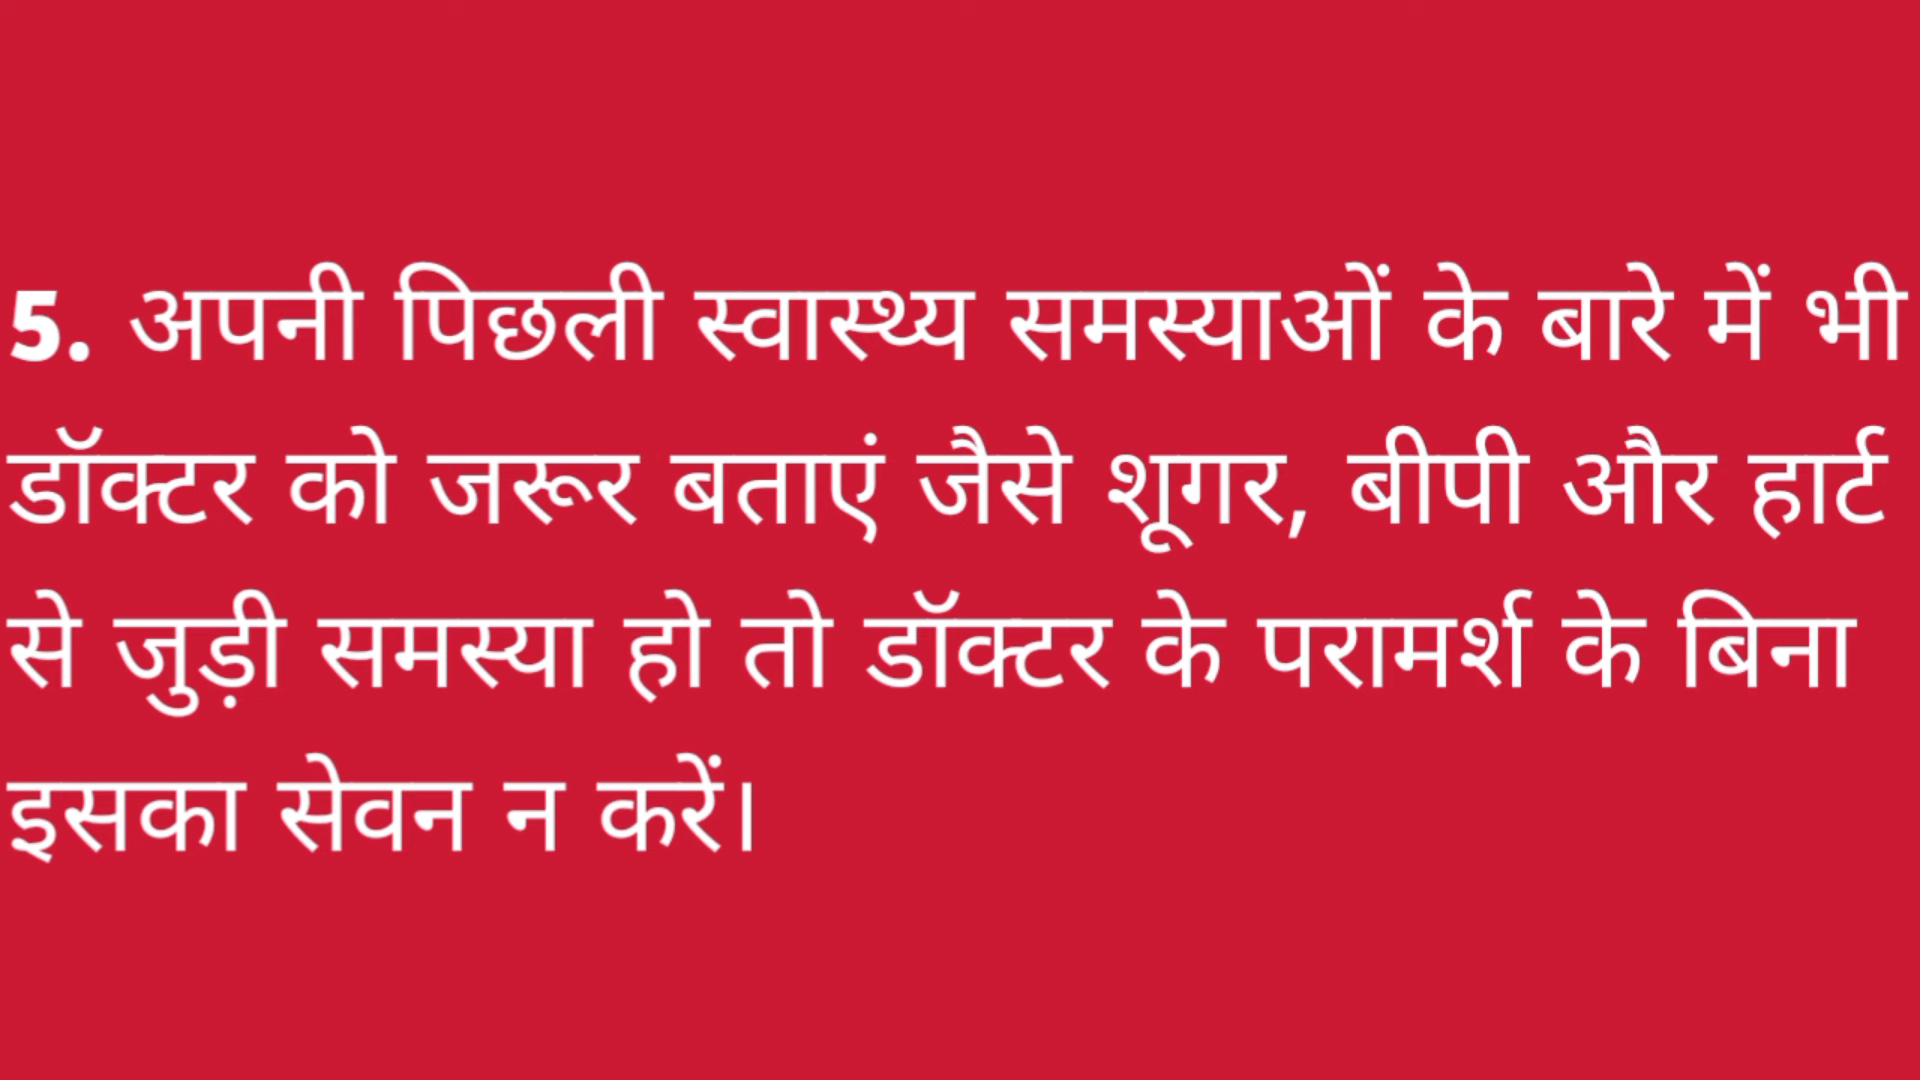 5. अपनी पिछली स्वास्थ्य समस्याओं के बारे में भी
डॉक्टर को जरूर बताएं जैसे शूगर, बीपी और हार्ट
से जुड़ी समस्या हो तो डॉक्टर के परामर्श के बिना
इसका सेवन न करें।